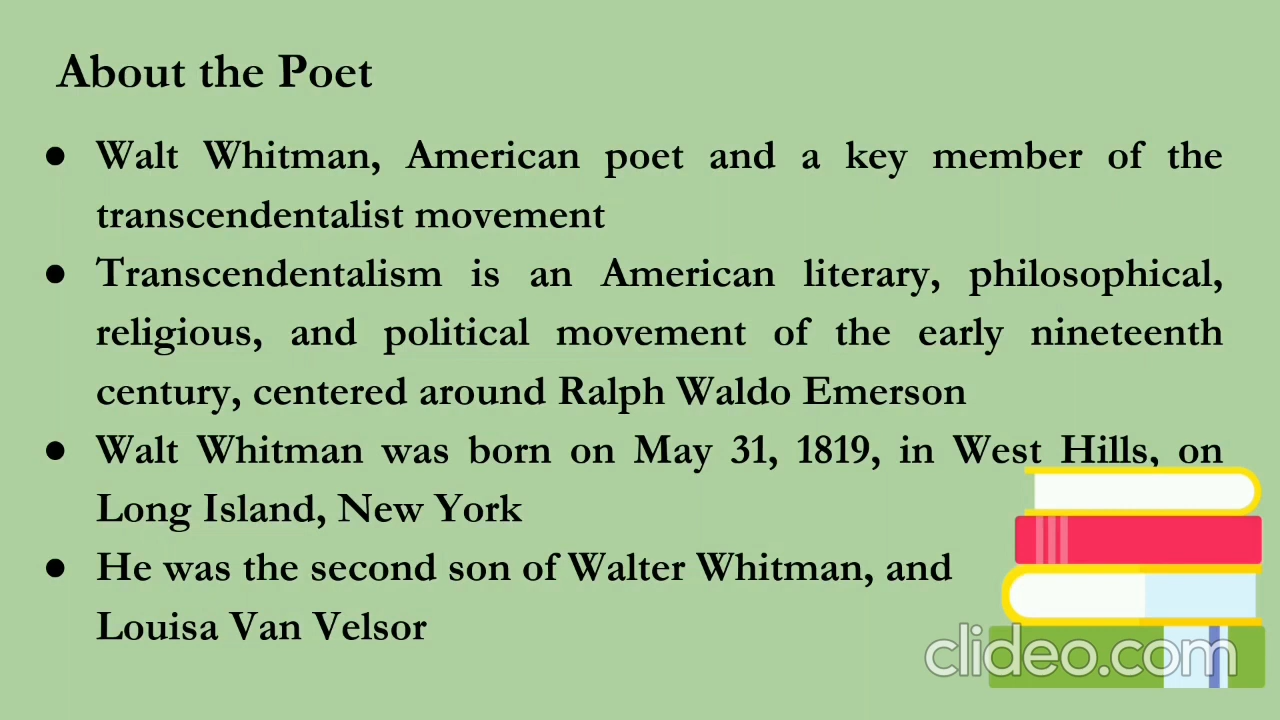 About the Poet
● Walt Whitman, American poet and a key member of the
transcendentalist movement
● Transcendentalism is an American literary, philosophical,
religious, and political movement of the early nineteenth
century, centered around Ralph Waldo Emerson
● Walt Whitman was born on May 31, 1819, in West Hills, on
Long Island, New York
● He was the second son of Walter Whitman, and
Louisa Van Velsor
clideo.com